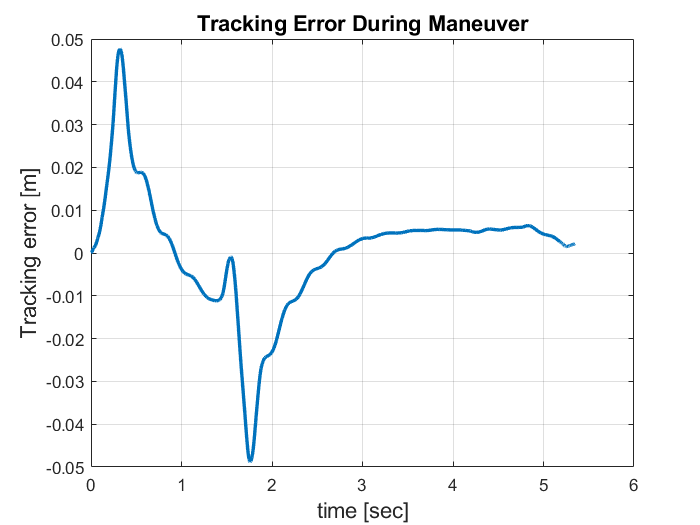 Tracking Error During Maneuver
0.05
0.04
0.03
0.02
0.01
0
-0.01
-0.02
-0.03
-0.04
-0.05
Tracking error [m]
0 1 2 3 4 5 6
time [sec]